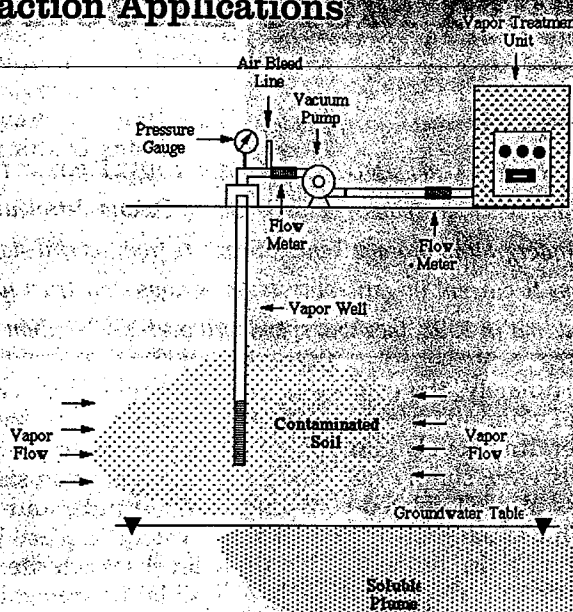 action Applications
Vapor Treatment
Unit
Air Bleed
Line
Vacuum
Pump
Pressure
Gauge
Flow
Meter
Flow
Meter
Vapor Well
Contaminated
Soil
Vapor
Flow
Vapor
Flow
Groundwater Table
Soluble
Plume